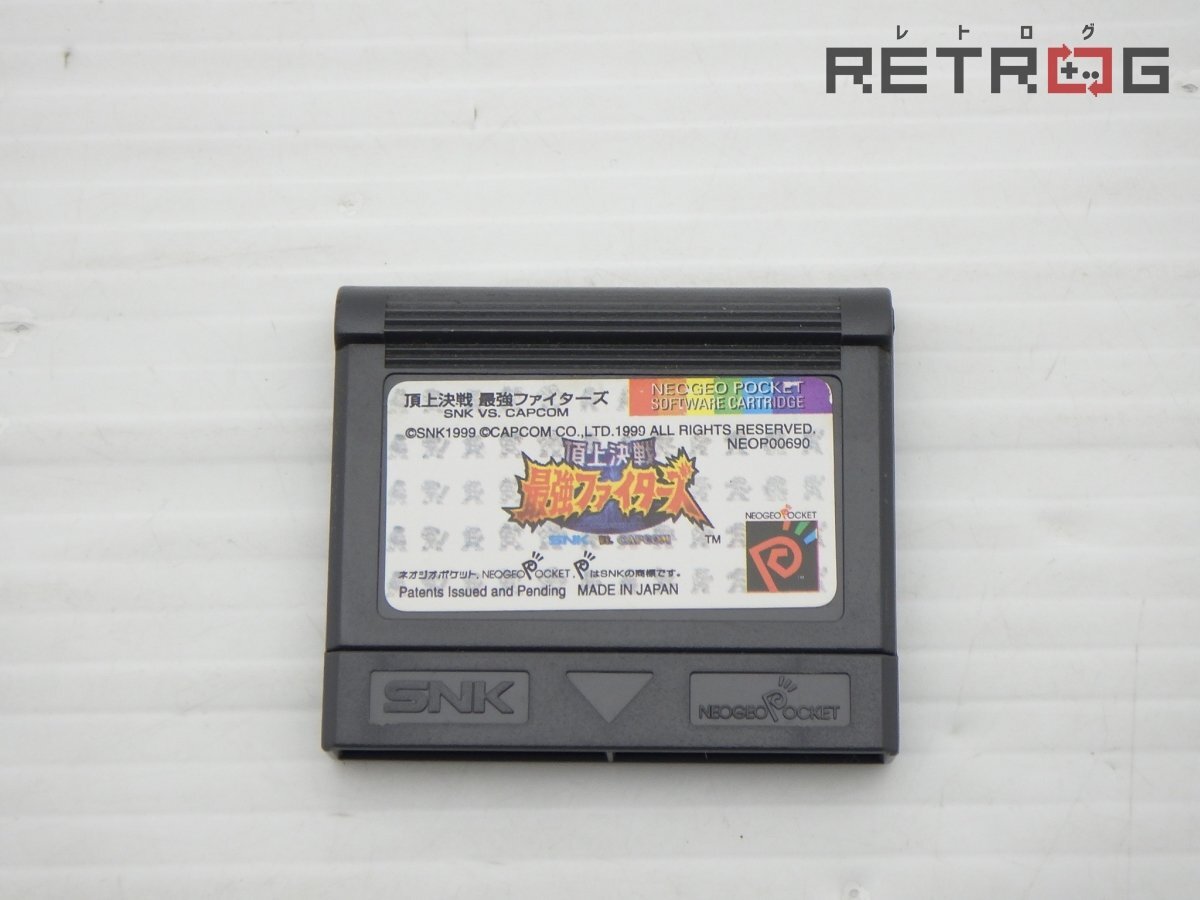 レトログ
RETROG
頂上決戦 最強ファイターズ
SNK VS. CAPCOM
NEOGEO POCKET
SOFTWARE CARTRIDGE
©SNK1999 ©CAPCOM CO.,LTD.1999 ALL RIGHTS RESERVED.
NEOP00690
頂上決戦
最強ファイターズ
SNK VS. CAPCOM
TM
NEOGEO POCKET
ネオジオポケット, NEOGEO POCKET, P はSNKの商標です。
Patents Issued and Pending MADE IN JAPAN
SNK
NEOGEO POCKET